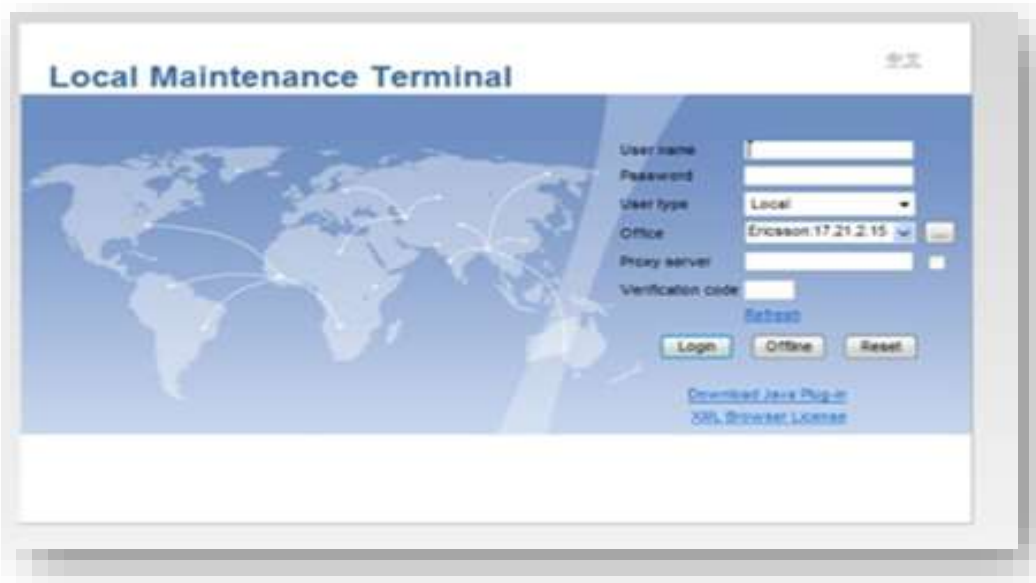 中文
Local Maintenance Terminal
User name
Password
User type Local
Office Ericsson:17.21.2.15 ...
Proxy server
Verification code
Refresh
Login Offline Reset
Download Java Plug-in
XML Browser License